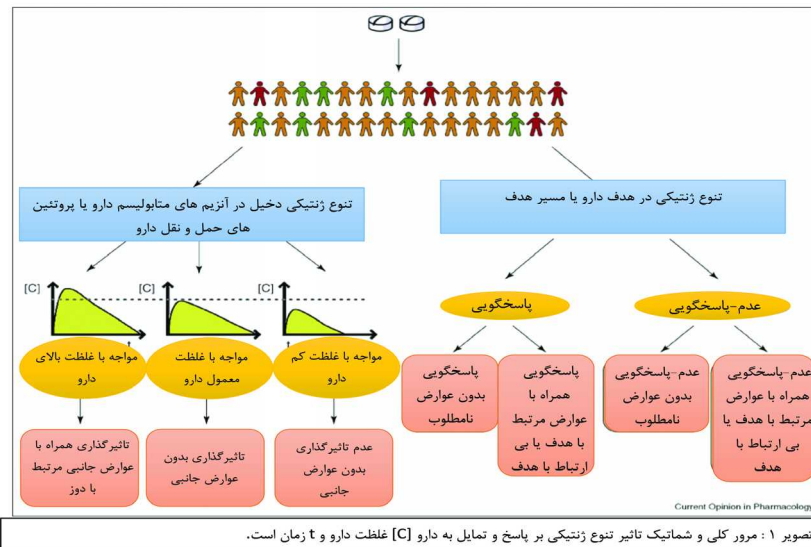 تنوع ژنتیکی در هدف دارو یا مسیر هدف
تنوع ژنتیکی دخیل در آنزیم های متابولیسم دارو یا پروتئین
های حمل و نقل دارو
عدم-پاسخگویی
پاسخگویی
[C]
[C]
[C]
t
عدم-پاسخگویی
همراه با عوارض
مرتبط با هدف یا
بی ارتباط با
هدف
عدم-پاسخگویی
بدون عوارض
نامطلوب
پاسخگویی
همراه با
عوارض مرتبط
با هدف یا بی
ارتباط با هدف
پاسخگویی
بدون عوارض
نامطلوب
مواجه با غلظت کم
دارو
مواجه با غلظت
معمول دارو
مواجه با غلظت بالای
دارو
عدم تاثیرگذاری
بدون عوارض
جانبی
تاثیرگذاری بدون
عوارض جانبی
تاثیرگذاری همراه با
عوارض جانبی مرتبط
با دوز
Current Opinion in Pharmacology
تصویر ۱ : مرور کلی و شماتیک تاثیر تنوع ژنتیکی بر پاسخ و تمایل به دارو [C] غلظت دارو و t زمان است.